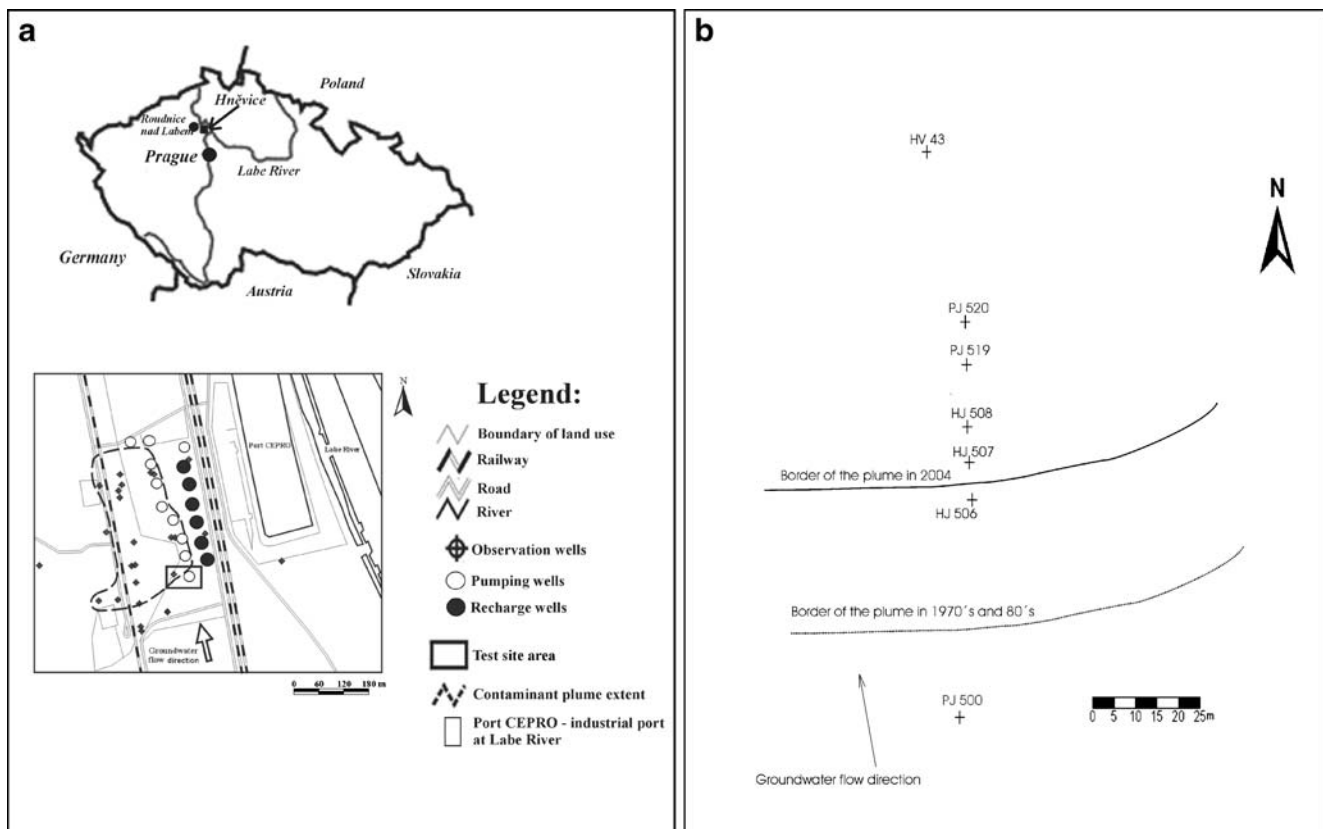 a
Poland
Hněvice
Roudnice
nad Labem
Prague
Labe River
Germany
Slovakia
Austria
N
Port CEPRO
Labe River
Groundwater
flow direction
0 60 120 180 m
Legend:
Boundary of land use
Railway
Road
River
Observation wells
Pumping wells
Recharge wells
Test site area
Contaminant plume extent
Port CEPRO - industrial port
at Labe River
b
HV 43
N
PJ 520
PJ 519
HJ 508
HJ 507
Border of the plume in 2004
HJ 506
Border of the plume in 1970´s and 80´s
PJ 500
0 5 10 15 20 25m
Groundwater flow direction